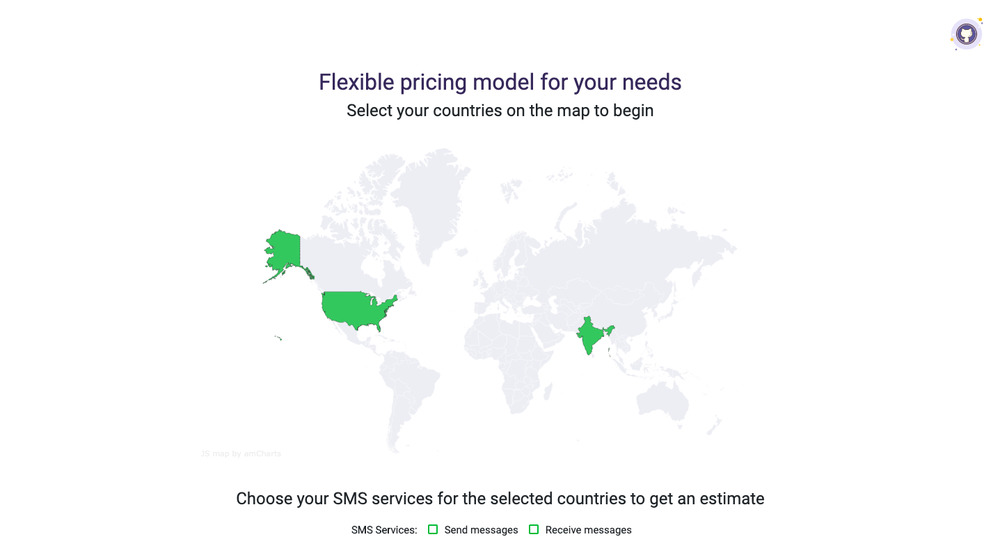 Flexible pricing model for your needs
Select your countries on the map to begin
JS map by amCharts
Choose your SMS services for the selected countries to get an estimate
SMS Services: Send messages Receive messages